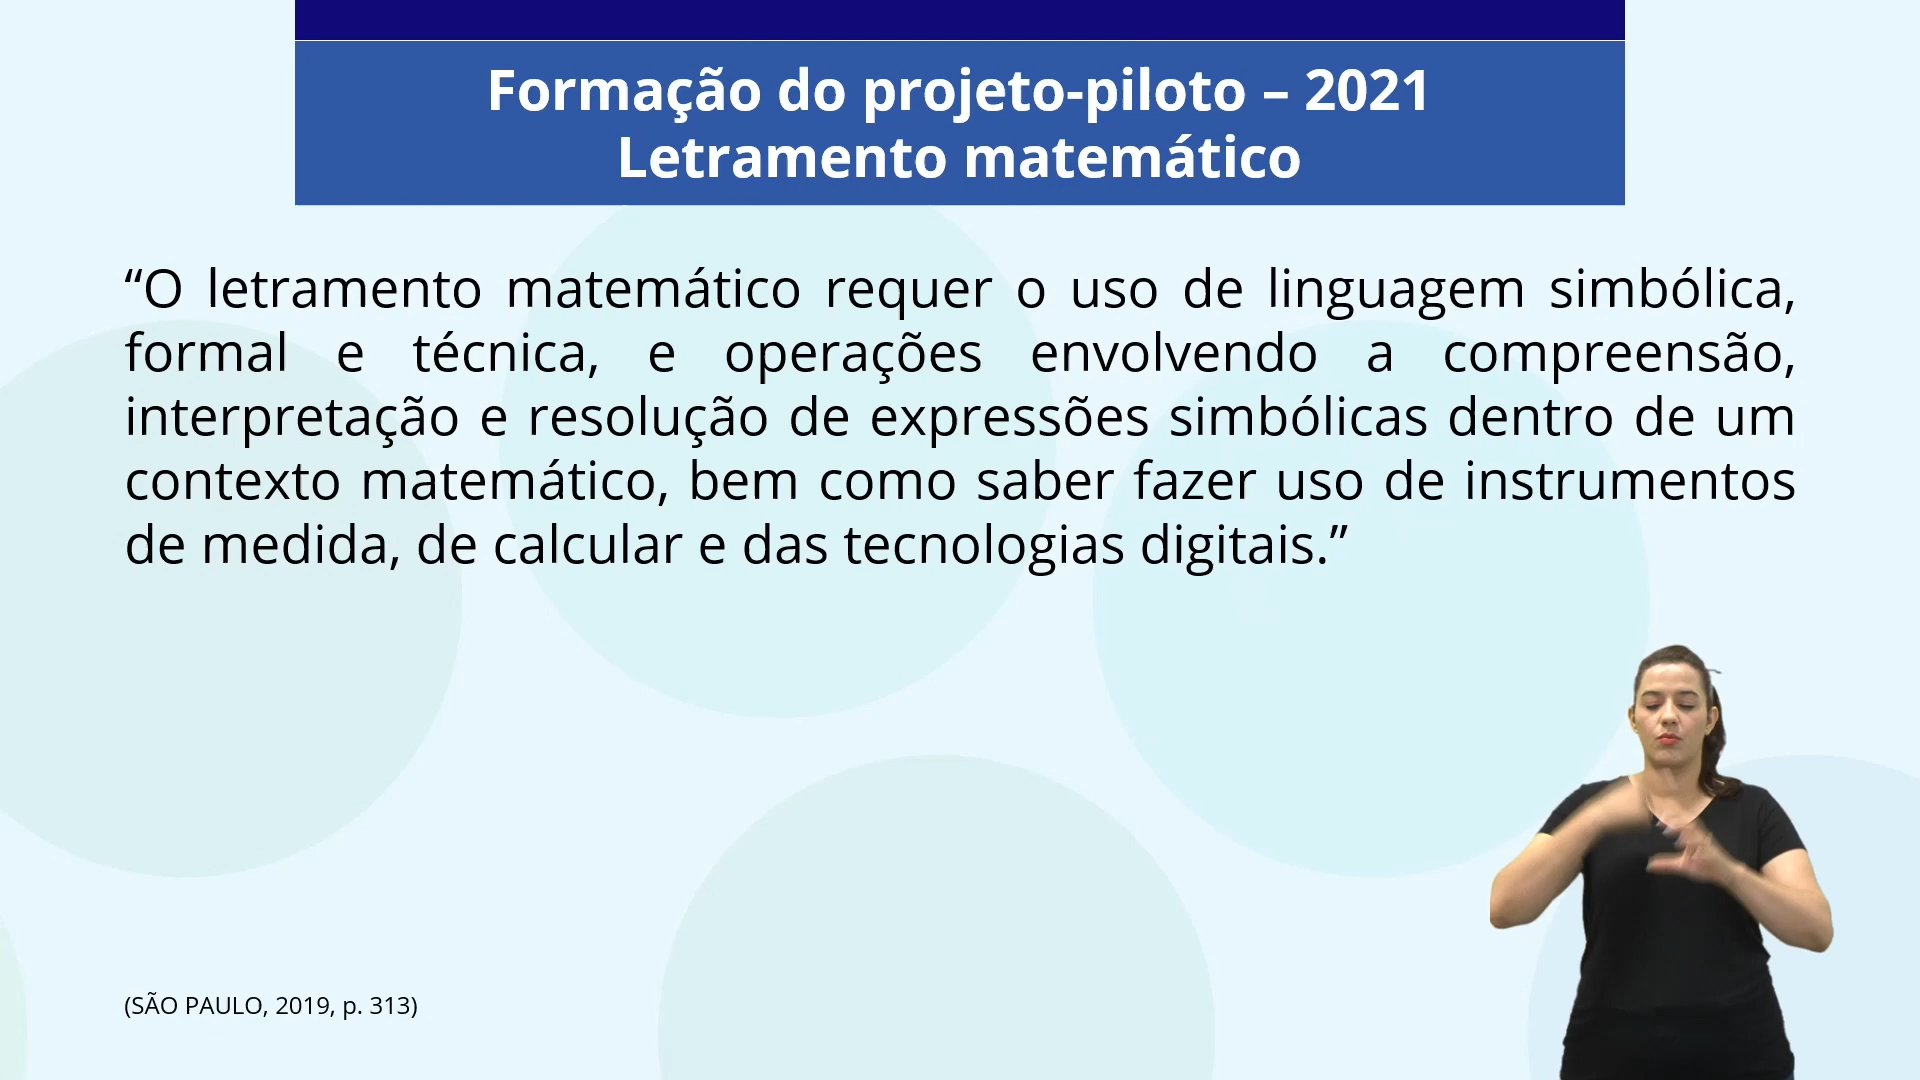 Formação do projeto-piloto – 2021
Letramento matemático
“O letramento matemático requer o uso de linguagem simbólica,
formal e técnica, e operações envolvendo a compreensão,
interpretação e resolução de expressões simbólicas dentro de um
contexto matemático, bem como saber fazer uso de instrumentos
de medida, de calcular e das tecnologias digitais.”
(SÃO PAULO, 2019, p. 313)